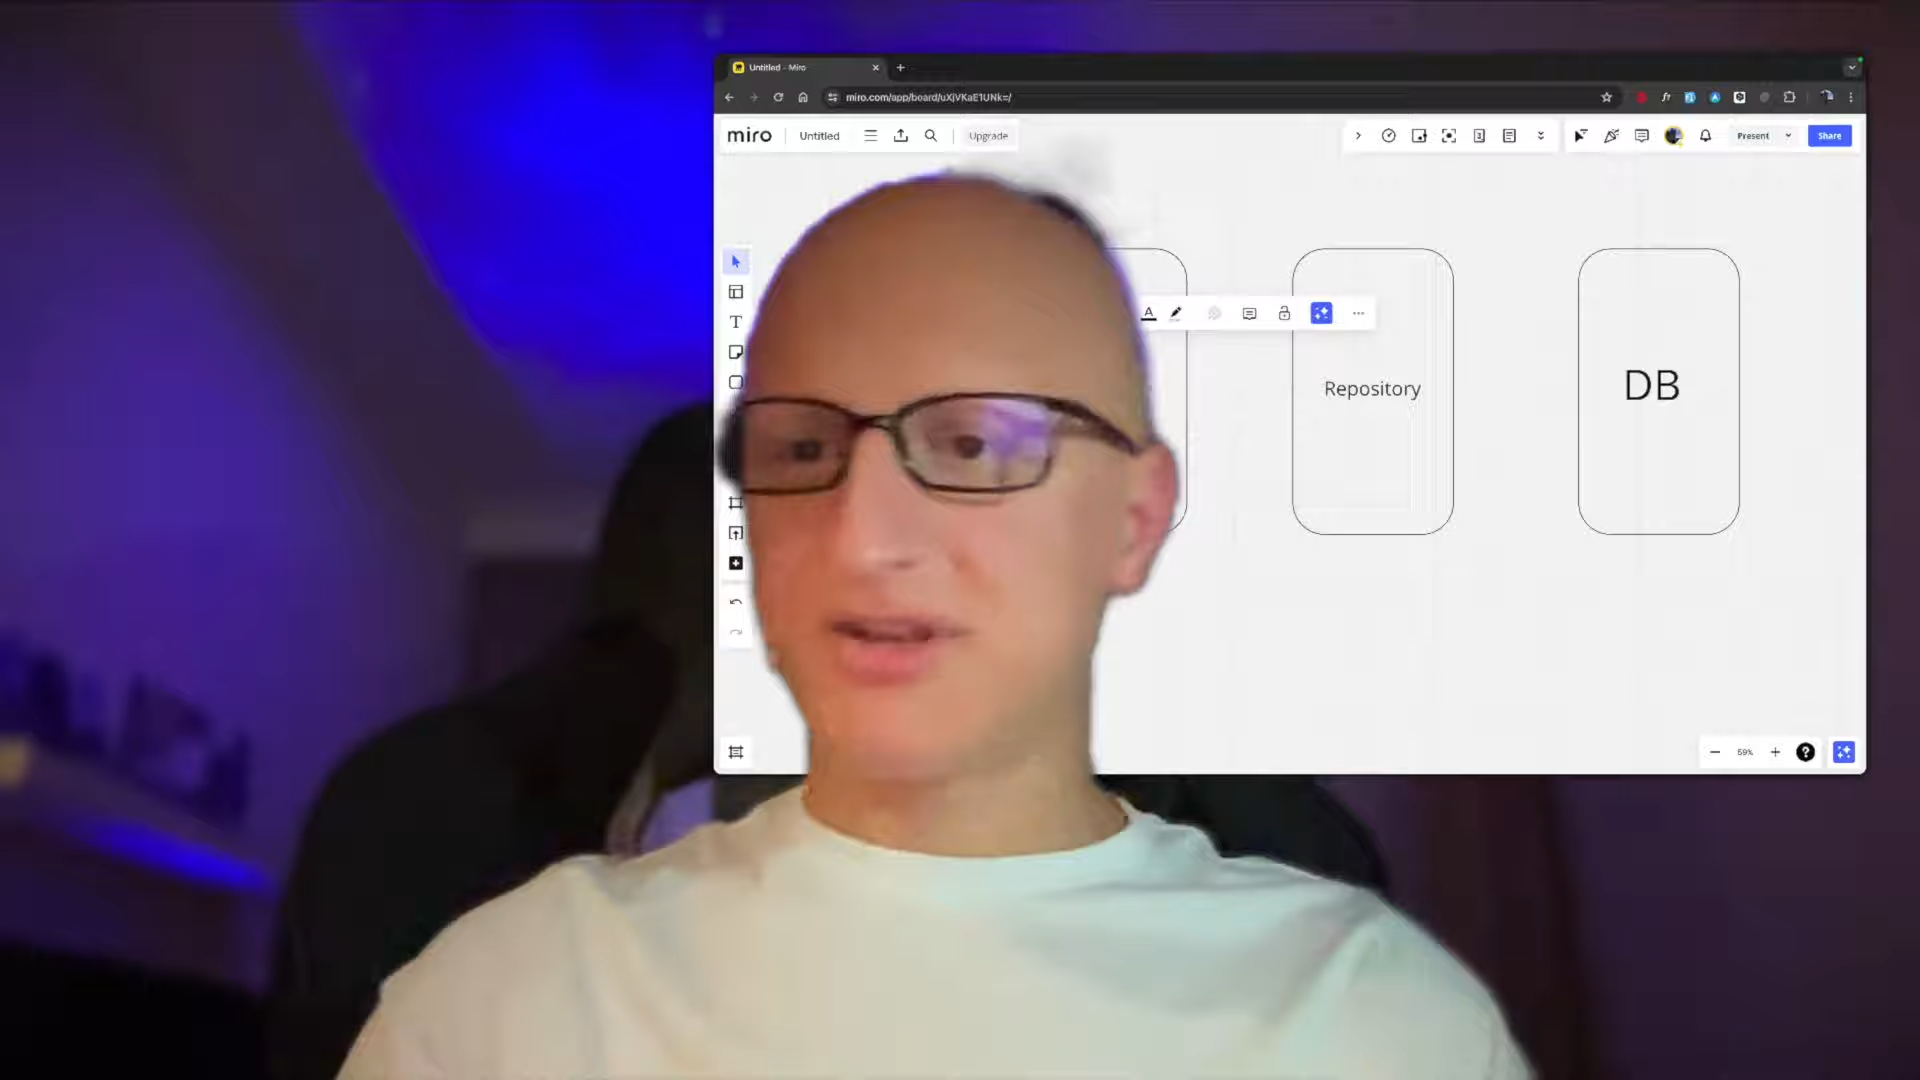 Untitled - Miro
miro.com/app/board/uXjVKaE1UNk=/
miro
Untitled
Upgrade
Present
Share
A
T
Repository
DB
59%